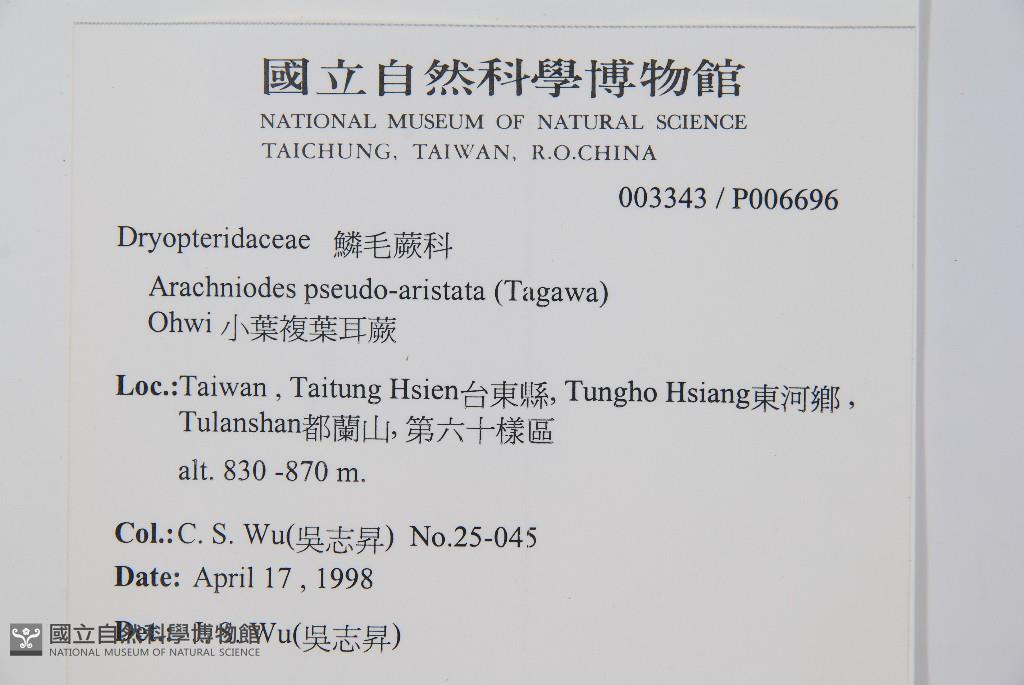 國立自然科學博物館
NATIONAL MUSEUM OF NATURAL SCIENCE
TAICHUNG, TAIWAN, R.O.CHINA
003343 / P006696
Dryopteridaceae 鱗毛蕨科
Arachniodes pseudo-aristata (Tagawa)
Ohwi 小葉複葉耳蕨
Loc.:Taiwan , Taitung Hsien台東縣, Tungho Hsiang東河鄉 ,
Tulanshan都蘭山, 第六十樣區
alt. 830 -870 m.
Col.:C. S. Wu(吳志昇) No.25-045
Date: April 17 , 1998
Det.: S. Wu(吳志昇)
國立自然科學博物館
NATIONAL MUSEUM OF NATURAL SCIENCE